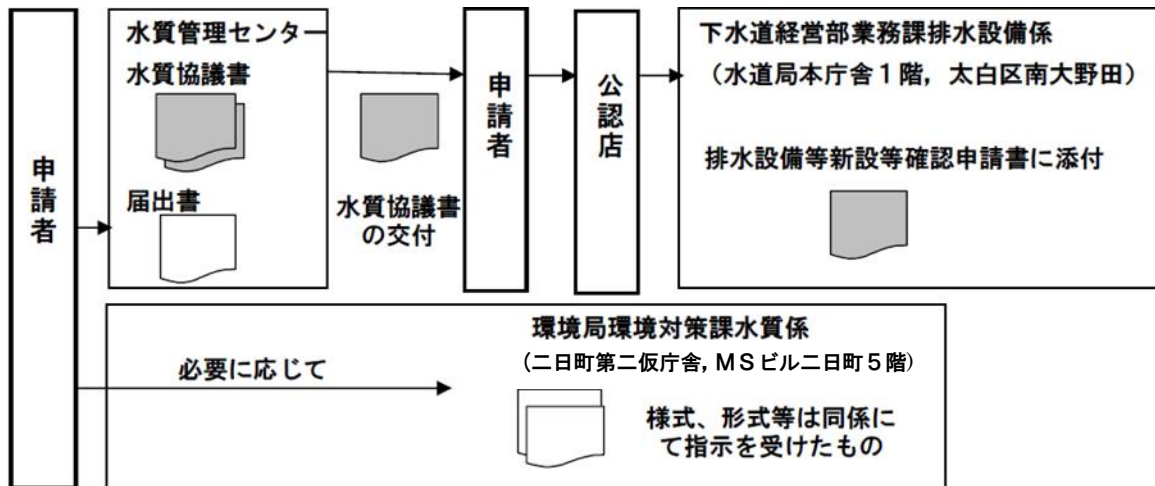 申請者
水質管理センター
水質協議書
届出書
水質協議書
の交付
申請者
公認店
下水道経営部業務課排水設備係
（水道局本庁舎１階，太白区南大野田）
排水設備等新設等確認申請書に添付
必要に応じて
環境局環境対策課水質係
(二日町第二仮庁舎，ＭＳビル二日町５階)
様式、形式等は同係に
て指示を受けたもの